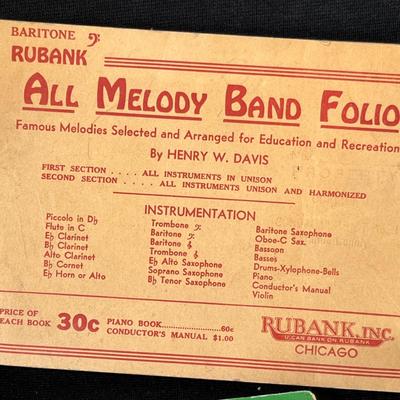 BARITONE 𝄢
RUBANK
ALL MELODY BAND FOLIO
Famous Melodies Selected and Arranged for Education and Recreation
By HENRY W. DAVIS
FIRST SECTION . . . . ALL INSTRUMENTS IN UNISON
SECOND SECTION . . . . ALL INSTRUMENTS UNISON AND HARMONIZED
INSTRUMENTATION
Piccolo in D♭
Flute in C
E♭ Clarinet
B♭ Clarinet
Alto Clarinet
B♭ Cornet
E♭ Horn or Alto
Trombone 𝄢
Baritone 𝄢
Baritone 𝄞
Trombone 𝄞
E♭ Alto Saxophone
Soprano Saxophone
B♭ Tenor Saxophone
Baritone Saxophone
Oboe-C Sax.
Bassoon
Basses
Drums-Xylophone-Bells
Piano
Conductor's Manual
Violin
PRICE OF
EACH BOOK 30c
PIANO BOOK..........60c
CONDUCTOR'S MANUAL $1.00
RUBANK, INC.
U CAN BANK ON RUBANK
CHICAGO